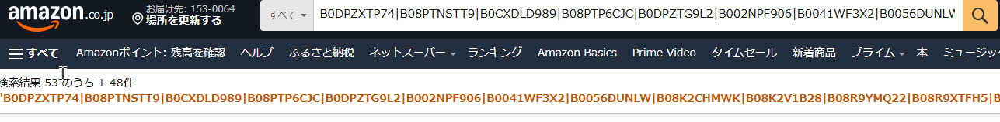 amazon.co.jp
お届け先: 153-0064
場所を更新する
すべて
B0DPZXTP74|B08PTNSTT9|B0CXDLD989|B08PTP6CJC|B0DPZTG9L2|B002NPF906|B0041WF3X2|B0056DUNLW
すべて Amazonポイント: 残高を確認 ヘルプ ふるさと納税 ネットスーパー ランキング Amazon Basics Prime Video タイムセール 新着商品 プライム 本 ミュージッ
検索結果 53 のうち 1-48件
"B0DPZXTP74|B08PTNSTT9|B0CXDLD989|B08PTP6CJC|B0DPZTG9L2|B002NPF906|B0041WF3X2|B0056DUNLW|B08K2CHMWK|B08K2V1B28|B08R9YMQ22|B08R9XTFH5|B